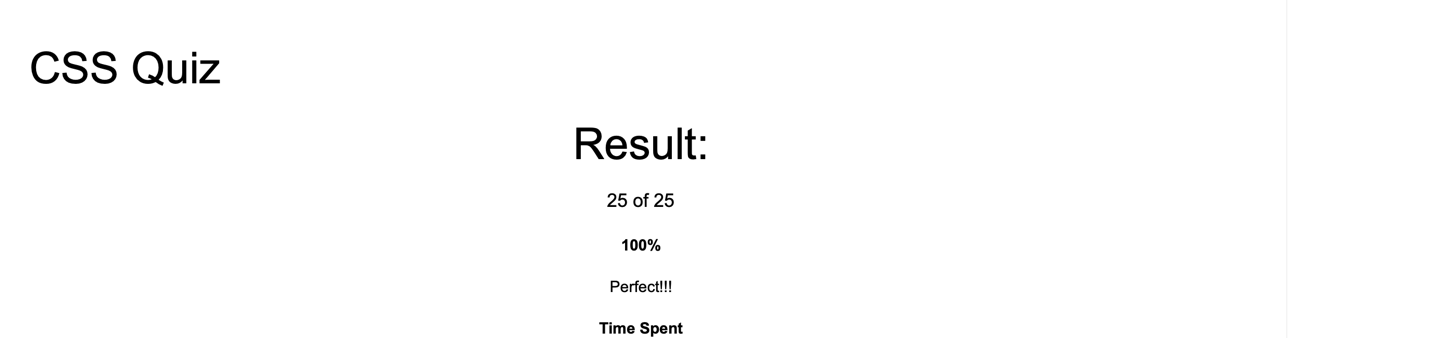 CSS Quiz
Result:
25 of 25
100%
Perfect!!!
Time Spent